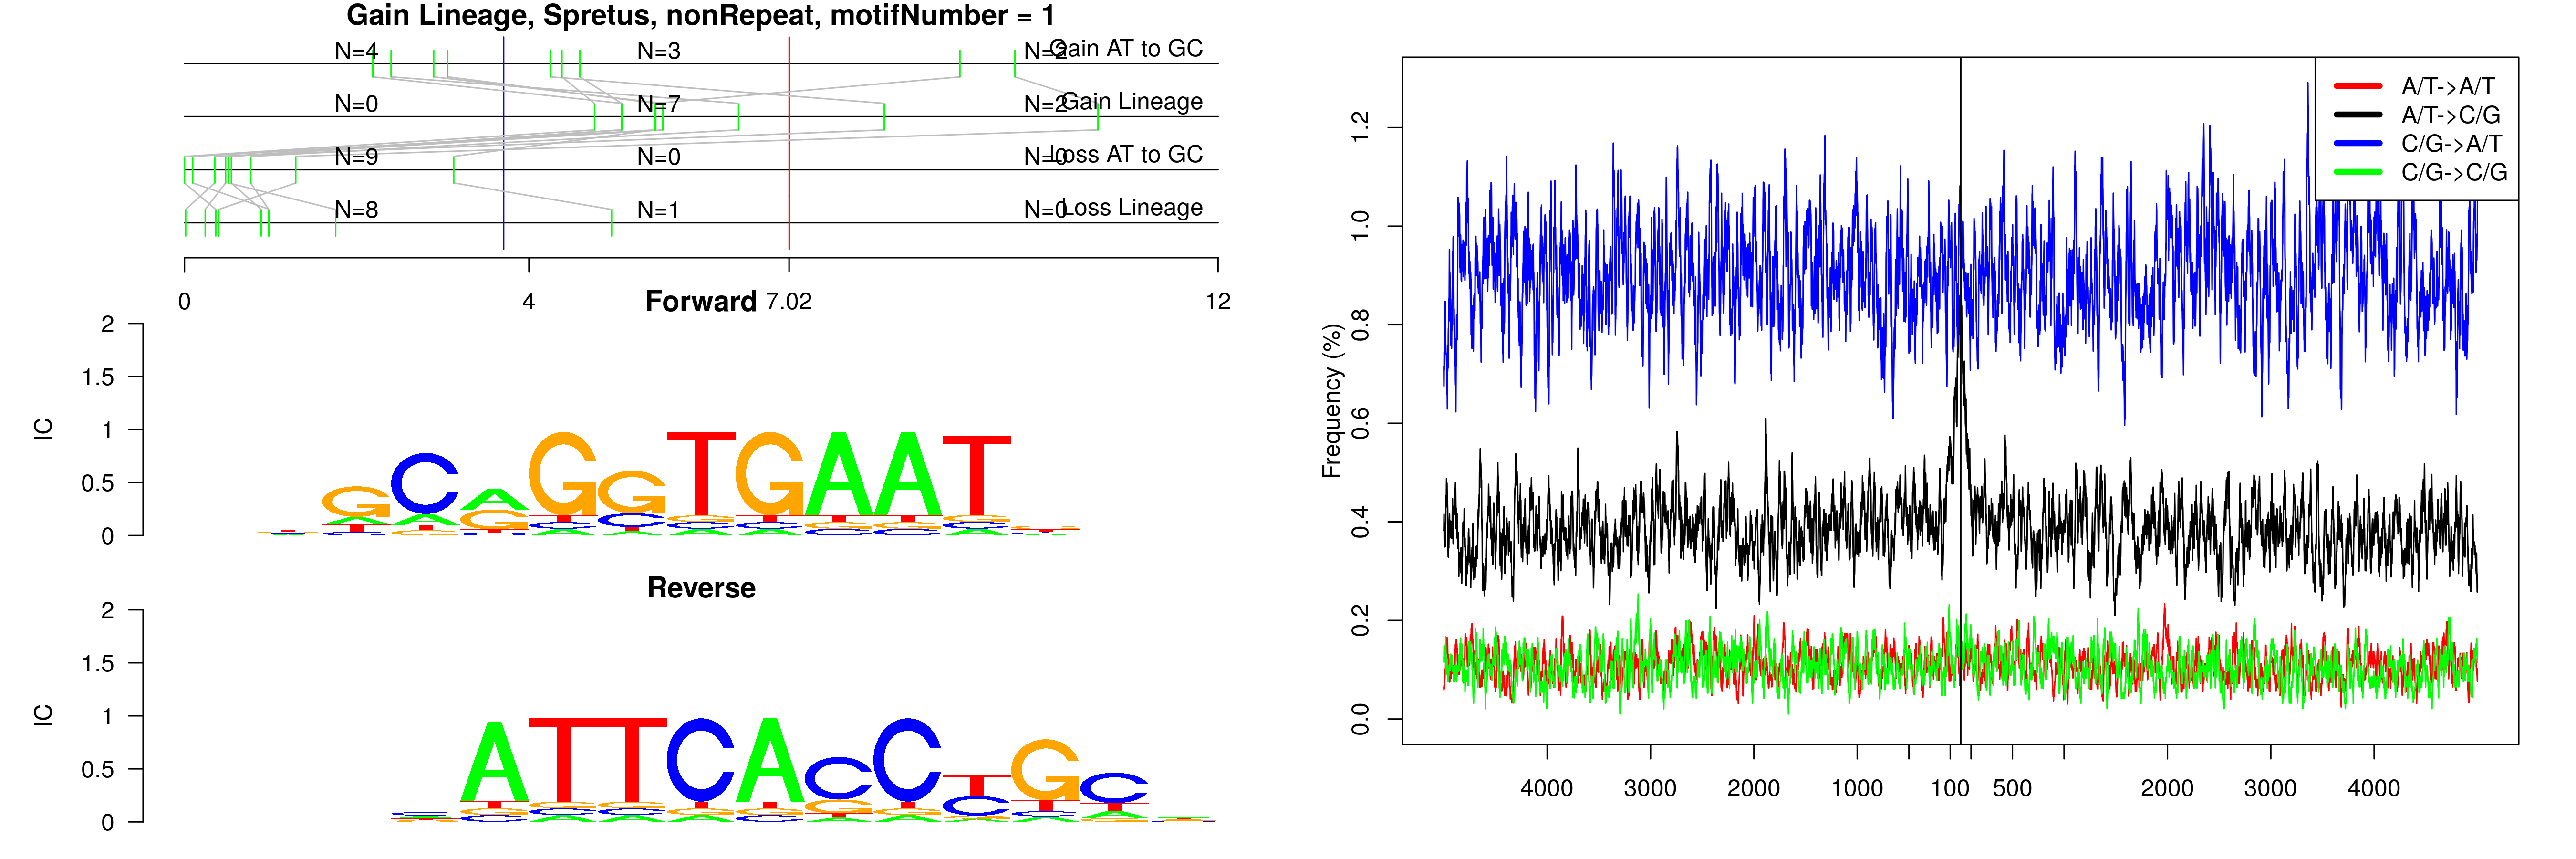 Gain Lineage, Spretus, nonRepeat, motifNumber = 1
N=4 N=3 N=2 Gain AT to GC
N=0 N=7 N=2 Gain Lineage
N=9 N=0 N=0 Loss AT to GC
N=8 N=1 N=0 Loss Lineage
0 4 7.02 12
Forward
IC
2
1.5
1
0.5
0
GCAGGTGAAT
Reverse
IC
2
1.5
1
0.5
0
ATTCACCTGC
Frequency (%)
1.2
1.0
0.8
0.6
0.4
0.2
0.0
4000 3000 2000 1000 100 500 2000 3000 4000
A/T->A/T
A/T->C/G
C/G->A/T
C/G->C/G